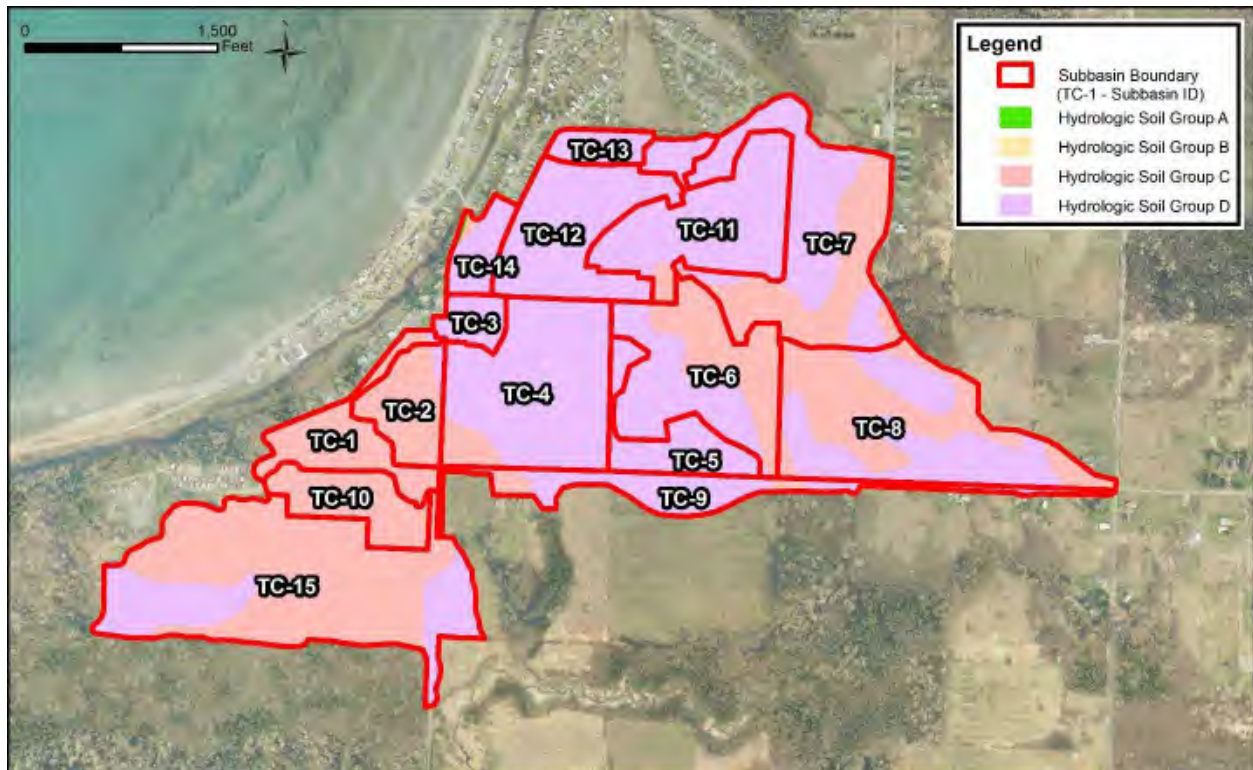 0 1,500
Feet
Legend
Subbasin Boundary
(TC-1 - Subbasin ID)
Hydrologic Soil Group A
Hydrologic Soil Group B
Hydrologic Soil Group C
Hydrologic Soil Group D
TC-13
TC-12
TC-11
TC-7
TC-14
TC-3
TC-6
TC-4
TC-2
TC-8
TC-1
TC-5
TC-10
TC-9
TC-15